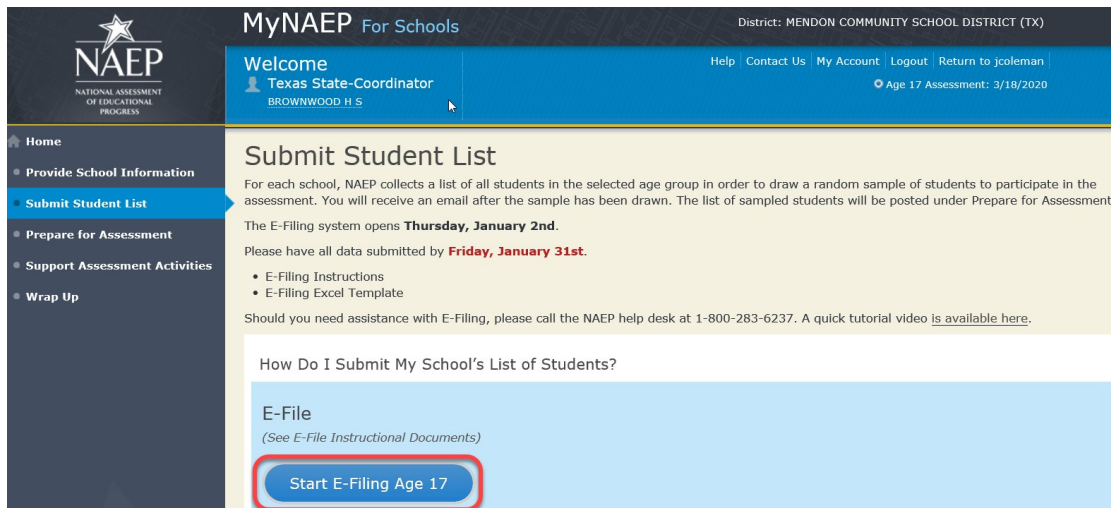 NAEP
NATIONAL ASSESSMENT
OF EDUCATIONAL
PROGRESS
MyNAEP For Schools
District: MENDON COMMUNITY SCHOOL DISTRICT (TX)
Welcome
Texas State-Coordinator
BROWNWOOD H S
Help Contact Us My Account Logout Return to jcoleman
Age 17 Assessment: 3/18/2020
Home
Provide School Information
Submit Student List
Prepare for Assessment
Support Assessment Activities
Wrap Up
Submit Student List
For each school, NAEP collects a list of all students in the selected age group in order to draw a random sample of students to participate in the
assessment. You will receive an email after the sample has been drawn. The list of sampled students will be posted under Prepare for Assessment
The E-Filing system opens Thursday, January 2nd.
Please have all data submitted by Friday, January 31st.
• E-Filing Instructions
• E-Filing Excel Template
Should you need assistance with E-Filing, please call the NAEP help desk at 1-800-283-6237. A quick tutorial video is available here.
How Do I Submit My School's List of Students?
E-File
(See E-File Instructional Documents)
Start E-Filing Age 17